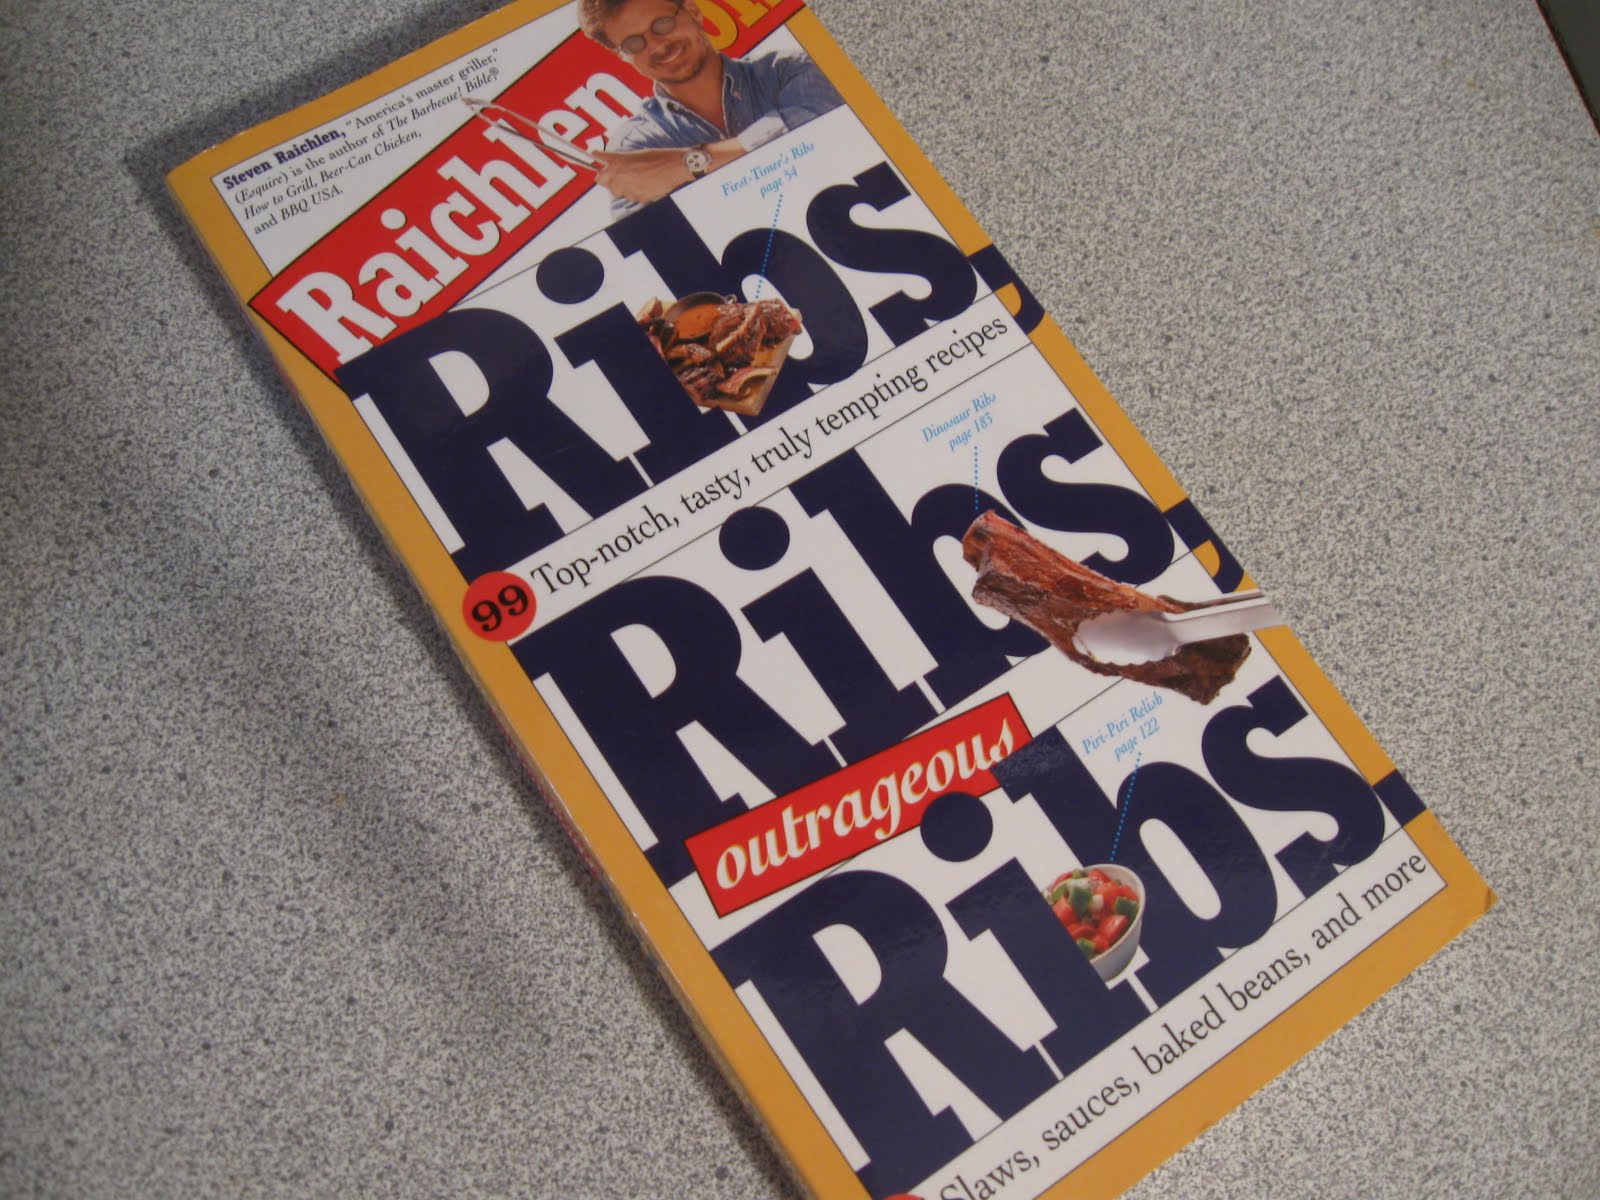 Steven Raichlen, "America's master griller,"
(Esquire) is the author of The Barbecue! Bible®
How to Grill, Beer-Can Chicken,
and BBQ USA.
Raichlen on
Ribs,
First-Timer's Ribs
page 54
99 Top-notch, tasty, truly tempting recipes
Ribs,
Dinosaur Ribs
page 183
outrageous
Ribs.
Piri-Piri Relish
page 122
Slaws, sauces, baked beans, and more